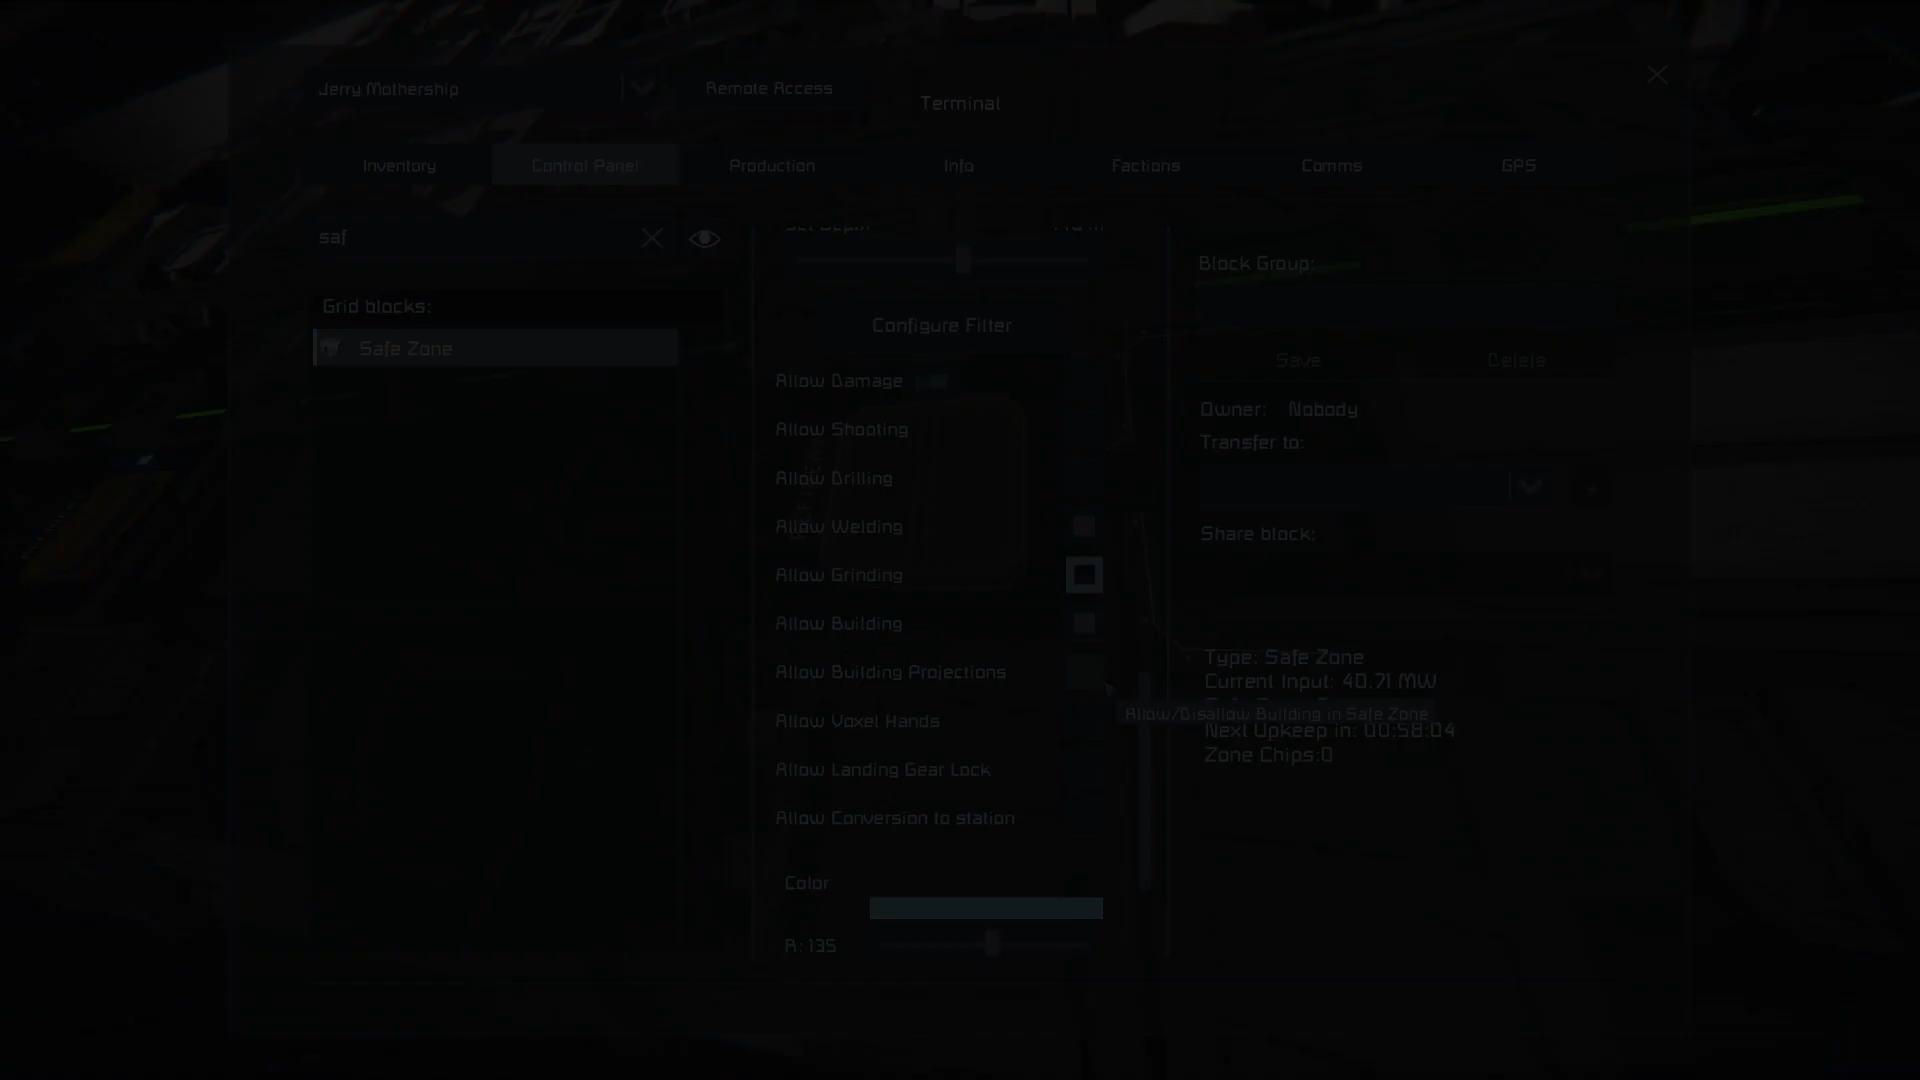 Jerry Mothership
Remote Access
Terminal
Inventory
Control Panel
Production
Info
Factions
Comms
GPS
saf
Grid blocks:
Safe Zone
Configure Filter
Allow Damage
Allow Shooting
Allow Drilling
Allow Welding
Allow Grinding
Allow Building
Allow Building Projections
Allow Voxel Hands
Allow Landing Gear Lock
Allow Conversion to station
Color
R: 135
Block Group:
Save
Delete
Owner: Nobody
Transfer to:
Share block:
Type: Safe Zone
Current Input: 40.71 MW
Allow/Disallow Building in Safe Zone
Next Upkeep in: 00:58:04
Zone Chips:0